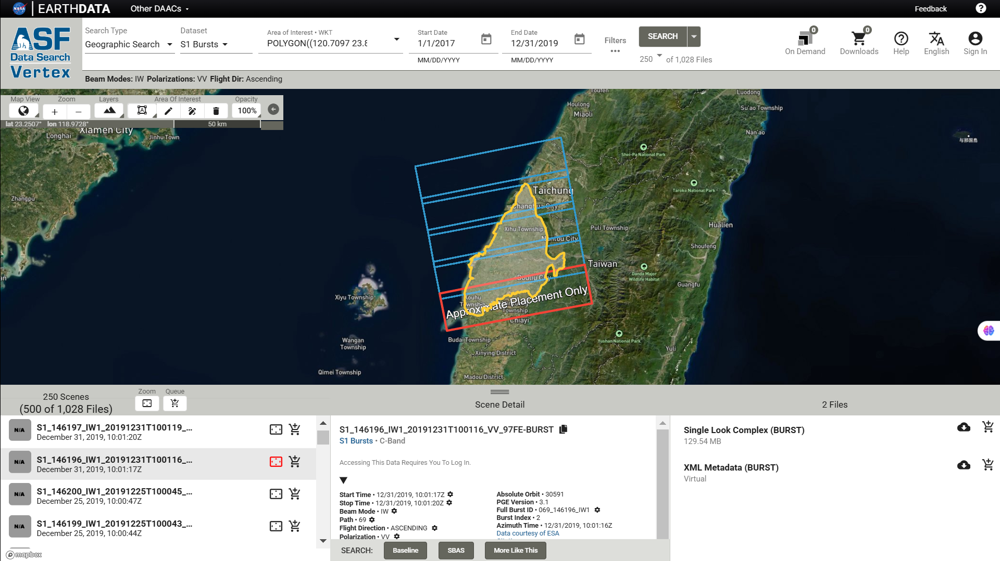 NASA EARTHDATA Other DAACs Feedback ?
ASF
Data Search
Vertex
Search Type
Geographic Search
Dataset
S1 Bursts
Area of Interest • WKT
POLYGON((120.7097 23.8
Start Date
1/1/2017
MM/DD/YYYY
End Date
12/31/2019
MM/DD/YYYY
Filters
•••
SEARCH
250 of 1,028 Files
0
On Demand
0
Downloads
Help
English
Sign In
Beam Modes: IW Polarizations: VV Flight Dir: Ascending
Map View Zoom Layers Area Of Interest Opacity
+ − 100%
lat 23.2507° lon 118.9728° 50 km
Xiamen City
Longhai
Jinhu Town
Zhangpu
Toufen
Houlong
Miaoli
Luodong
Su'ao Township
Nan'ao
与那国島
Shei-Pa National Park
Taroko National Park
Taichung
Changhua City
Xihu Township
Puli Township
Nantou City
Hualien
Shoufeng
Taiwan
Danda Major
Wildlife Habitat
Douliu City
Guangfu
Kouhu
Township
Approximate Placement Only
Township
Chiayi
Xiyu Township
Budai Township
Wangan
Township
Yushan National Park
Yuli
Xinying District
Qimei Township
Madou District
250 Scenes
(500 of 1,028 Files)
Zoom Queue
Scene Detail
2 Files
N/A
S1_146197_IW1_20191231T100119_...
December 31, 2019, 10:01:20Z
N/A
S1_146196_IW1_20191231T100116_...
December 31, 2019, 10:01:17Z
N/A
S1_146200_IW1_20191225T100045_...
December 25, 2019, 10:00:47Z
N/A
S1_146199_IW1_20191225T100043_...
December 25, 2019, 10:00:44Z
mapbox
S1_146196_IW1_20191231T100116_VV_97FE-BURST
S1 Bursts • C-Band
Accessing This Data Requires You To Log In.
Start Time • 12/31/2019, 10:01:17Z
Stop Time • 12/31/2019, 10:01:20Z
Beam Mode • IW
Path • 69
Flight Direction • ASCENDING
Polarization • VV
Absolute Orbit • 30591
PGE Version • 3.1
Full Burst ID • 069_146196_IW1
Burst Index • 2
Azimuth Time • 12/31/2019, 10:01:16Z
Data courtesy of ESA
SEARCH: Baseline SBAS More Like This
Single Look Complex (BURST)
129.54 MB
XML Metadata (BURST)
Virtual